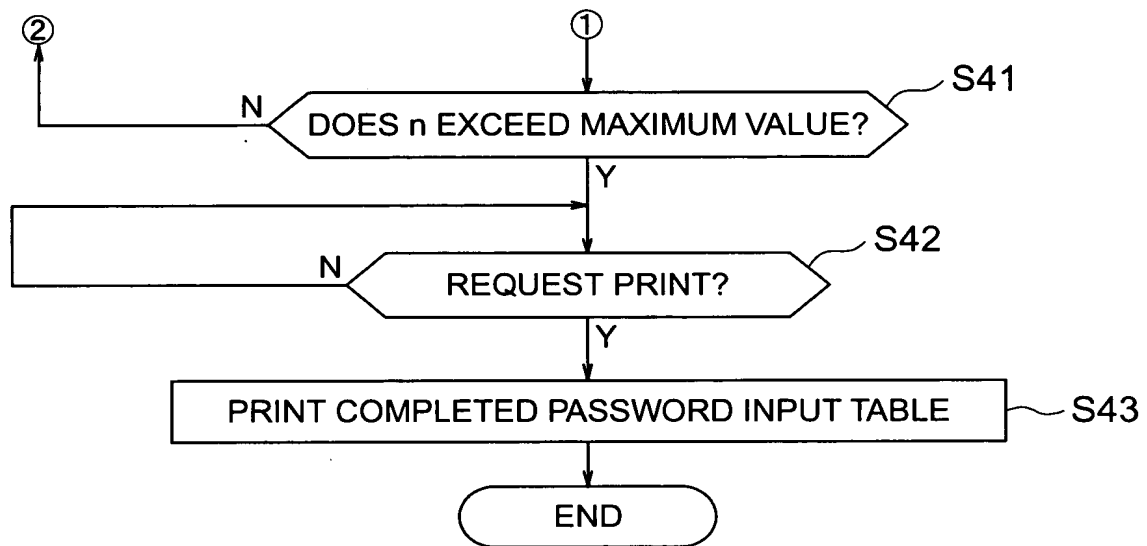 ② ①
S41
N
DOES n EXCEED MAXIMUM VALUE?
Y
S42
N
REQUEST PRINT?
Y
PRINT COMPLETED PASSWORD INPUT TABLE
S43
END